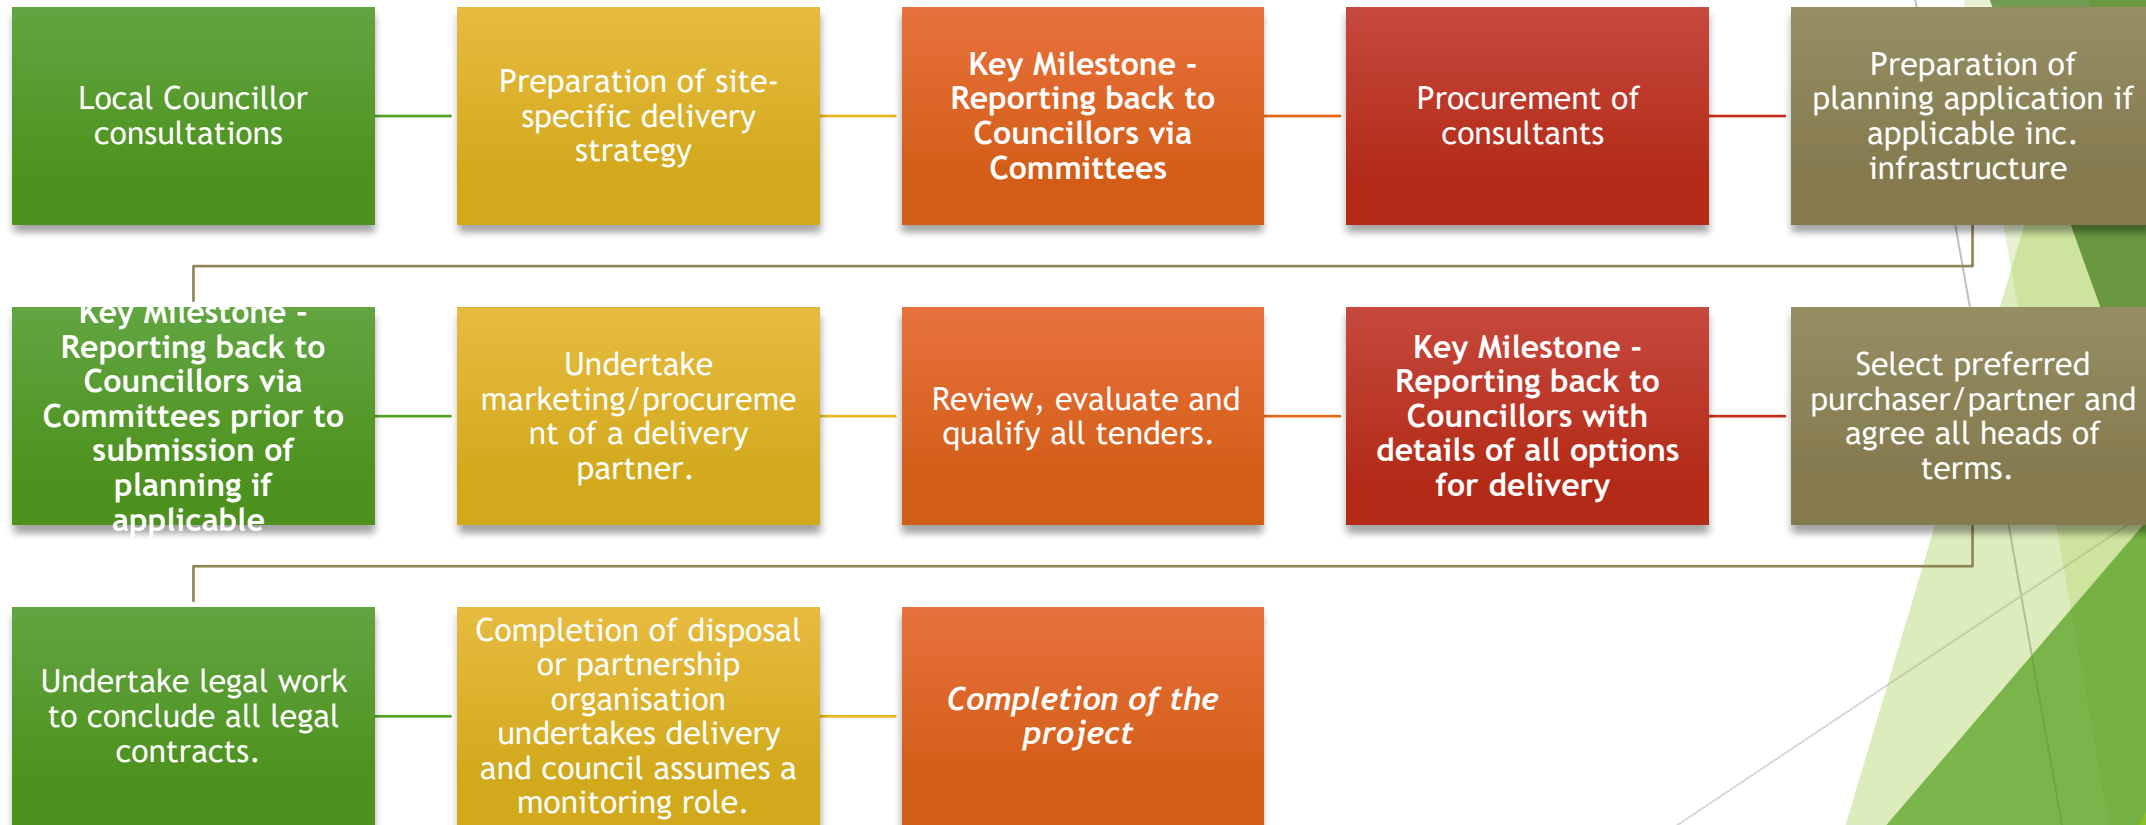 Local Councillor
consultations
Preparation of site-
specific delivery
strategy
Key Milestone -
Reporting back to
Councillors via
Committees
Procurement of
consultants
Preparation of
planning application if
applicable inc.
infrastructure
Key Milestone -
Reporting back to
Councillors via
Committees prior to
submission of
planning if
applicable
Undertake
marketing/procureme
nt of a delivery
partner.
Review, evaluate and
qualify all tenders.
Key Milestone -
Reporting back to
Councillors with
details of all options
for delivery
Select preferred
purchaser/partner and
agree all heads of
terms.
Undertake legal work
to conclude all legal
contracts.
Completion of disposal
or partnership
organisation
undertakes delivery
and council assumes a
monitoring role.
Completion of the
project